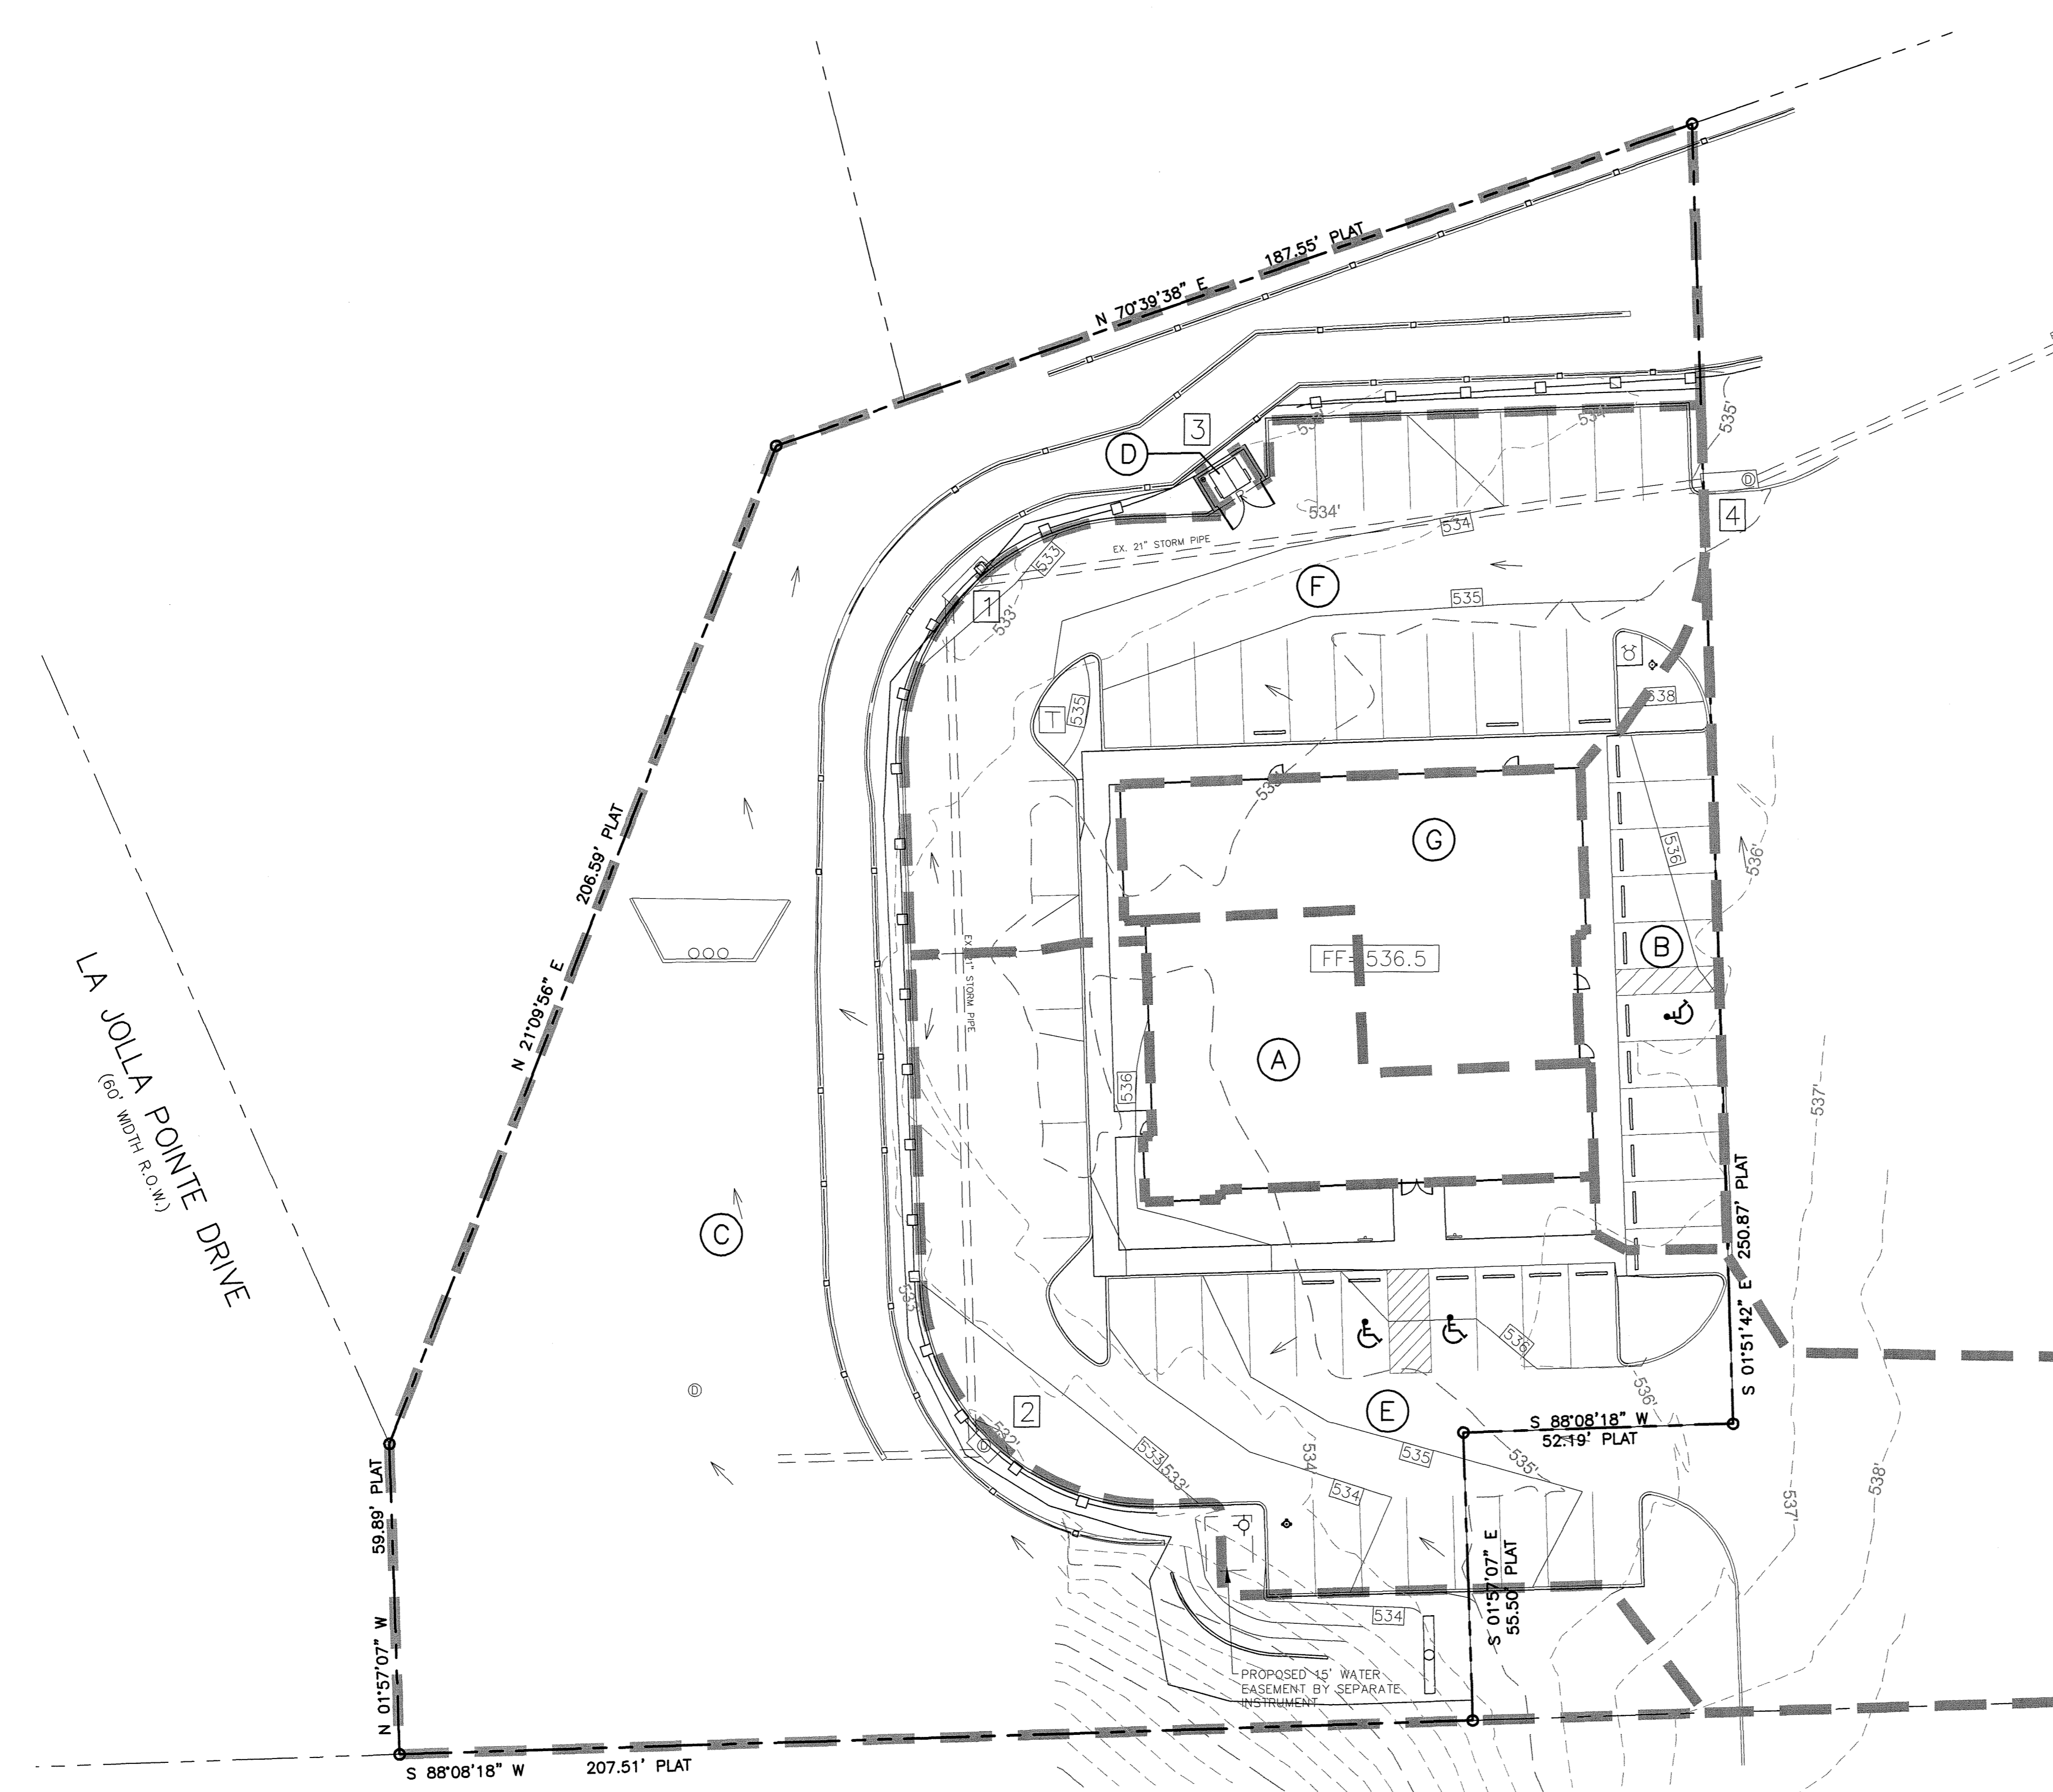 187.55' PLAT
N 70°39'38" E
3
D
535'
534'
534'
534
4
EX. 21" STORM PIPE
533
F
1
533'
535
538
535
T
206.59' PLAT
N 21°09'56" E
G
536
536'
B
FF= 536.5
EX. 21" STORM PIPE
LA JOLLA POINTE DRIVE
(60' WIDTH R.O.W.)
A
536
537'
C
250.87' PLAT
S 01°51'42" E
533
536
536'
D
2
E
S 88°08'18" W
52.19' PLAT
532'
D
533
533'
534'
535
535'
534
538'
537'
59.89' PLAT
N 01°57'07" W
S 01°57'07" E
55.50' PLAT
534
PROPOSED 15' WATER
EASEMENT BY SEPARATE
INSTRUMENT
S 88°08'18" W
207.51' PLAT